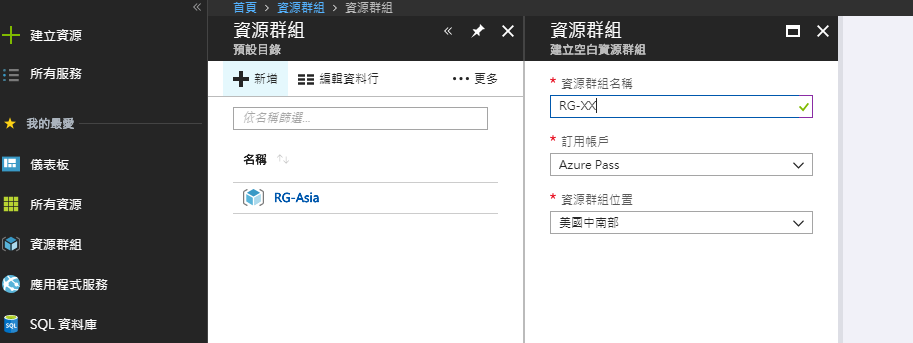 建立資源
所有服務
我的最愛
儀表板
所有資源
資源群組
應用程式服務
SQL 資料庫
首頁 > 資源群組 > 資源群組
資源群組
預設目錄
新增 編輯資料行 ••• 更多
依名稱篩選...
名稱
RG-Asia
資源群組
建立空白資源群組
* 資源群組名稱
RG-XX
* 訂用帳戶
Azure Pass
* 資源群組位置
美國中南部